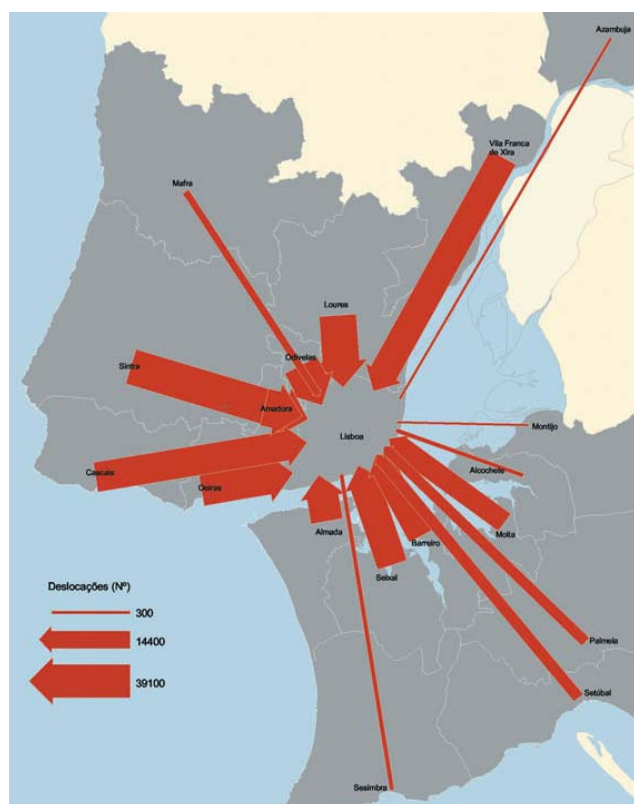 Azambuja
Vila Franca
de Xira
Mafra
Loures
Odivelas
Sintra
Amadora
Lisboa
Montijo
Cascais
Oeiras
Alcochete
Almada
Barreiro
Moita
Seixal
Deslocações (Nº)
300
14400
39100
Palmela
Setúbal
Sesimbra